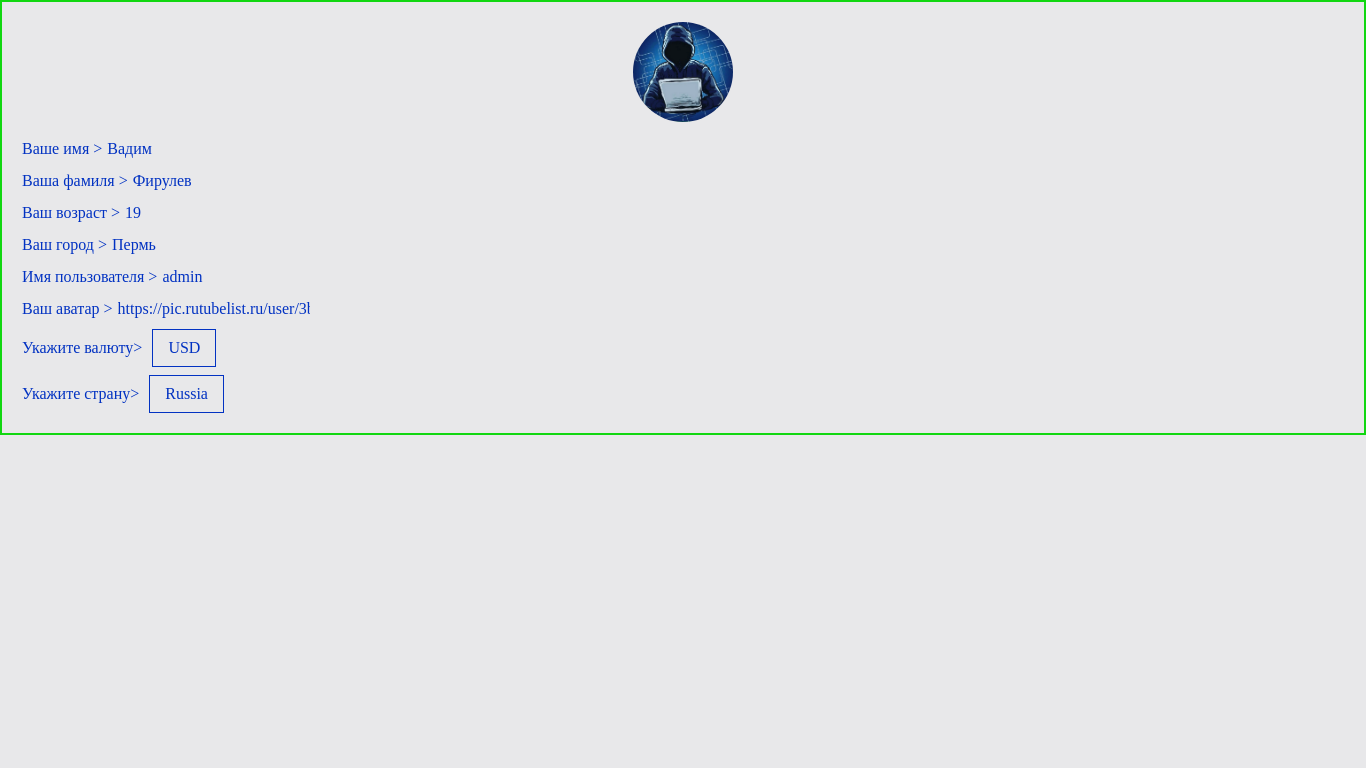 Ваше имя > Вадим
Ваша фамиля > Фирулев
Ваш возраст > 19
Ваш город > Пермь
Имя пользователя > admin
Ваш аватар > https://pic.rutubelist.ru/user/3
Укажите валюту> USD
Укажите страну> Russia